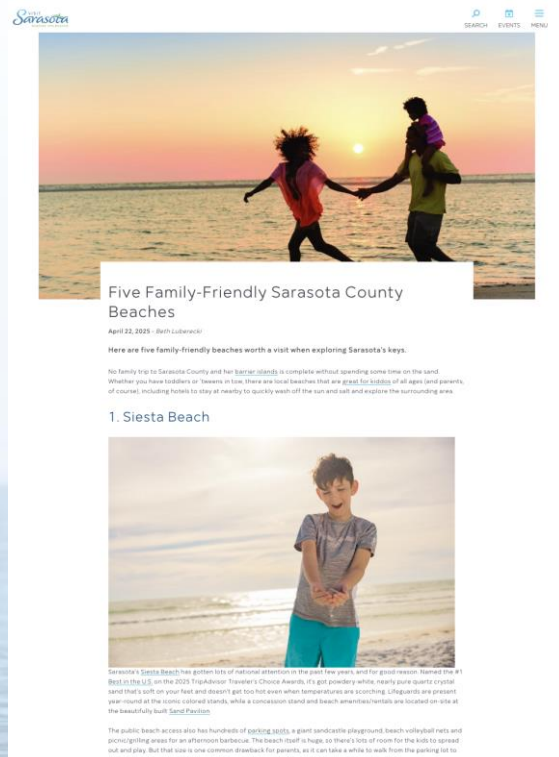 VISIT
Sarasota
SEARCH
EVENTS
MENU
Five Family-Friendly Sarasota County
Beaches
April 22, 2025 - Beth Luberecki
Here are five family-friendly beaches worth a visit when exploring Sarasota's keys.
No family trip to Sarasota County and her barrier islands is complete without spending some time on the sand.
Whether you have toddlers or 'tweens in tow, there are local beaches that are great for kiddos of all ages (and parents,
of course), including hotels to stay at nearby to quickly wash off the sun and salt and explore the surrounding area.
1. Siesta Beach
Sarasota's Siesta Beach has gotten lots of national attention in the past few years, and for good reason. Named the #1
Best in the U.S. on the 2025 TripAdvisor Traveler's Choice Awards, it's got powdery-white, nearly pure quartz crystal
sand that's soft on your feet and doesn't get too hot even when temperatures are scorching. Lifeguards are present
year-round at the iconic colored stands, while a concession stand and beach amenities/rentals are located on-site at
the beautifully built Sand Pavilion.
The public beach access also has hundreds of parking spots, a giant sandcastle playground, beach volleyball nets and
picnic/grilling areas for an afternoon barbecue. The beach itself is huge, so there's lots of room for the kids to spread
out and play. But that size is one common drawback for parents, as it can take a while to walk from the parking lot to